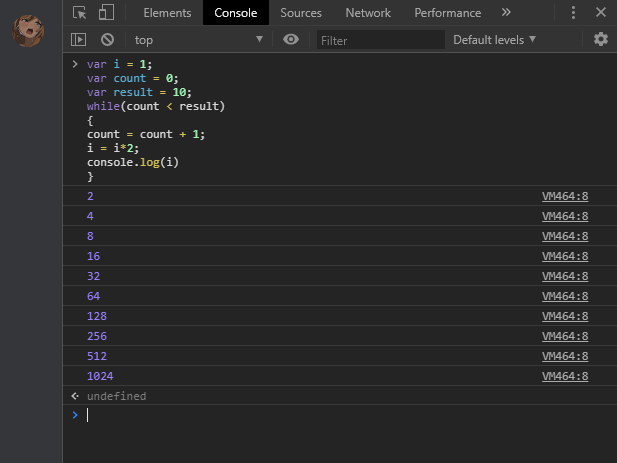 Elements Console Sources Network Performance »
top Filter Default levels
> var i = 1;
var count = 0;
var result = 10;
while(count < result)
{
count = count + 1;
i = i*2;
console.log(i)
}
2 VM464:8
4 VM464:8
8 VM464:8
16 VM464:8
32 VM464:8
64 VM464:8
128 VM464:8
256 VM464:8
512 VM464:8
1024 VM464:8
undefined
>